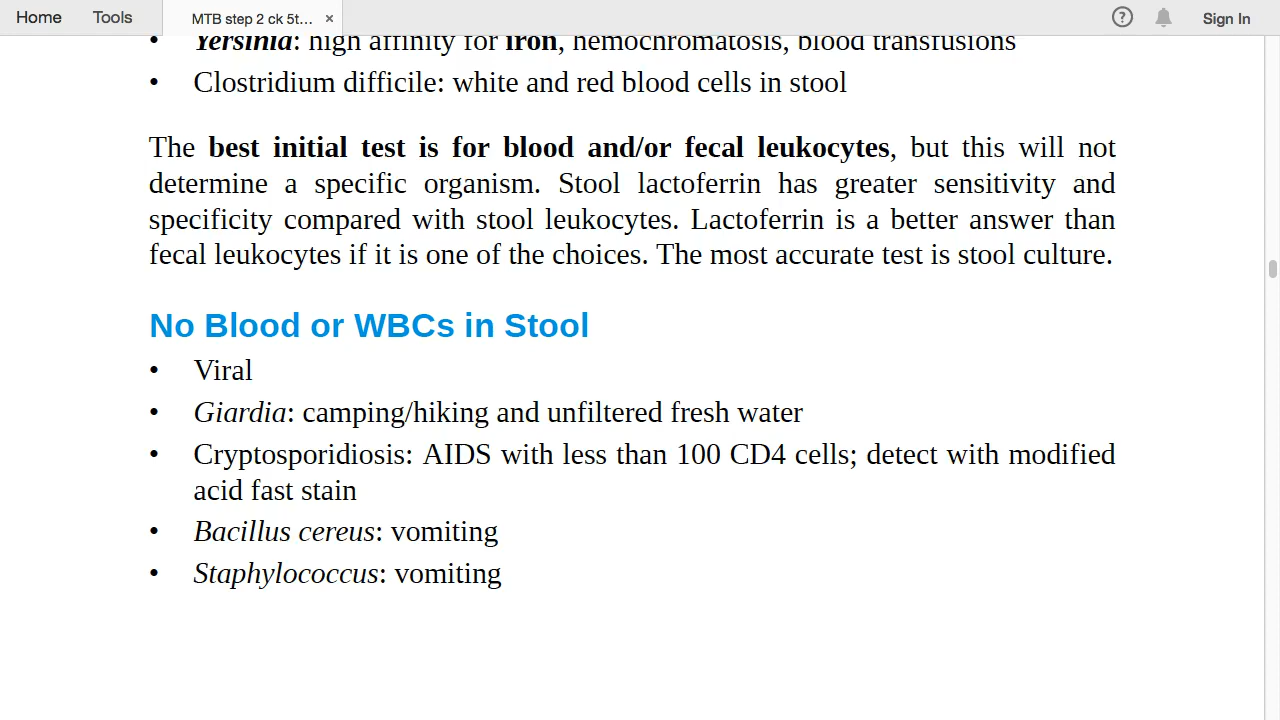 Home Tools MTB step 2 ck 5t... × ? Sign In
• Yersinia: high affinity for iron, hemochromatosis, blood transfusions
• Clostridium difficile: white and red blood cells in stool
The best initial test is for blood and/or fecal leukocytes, but this will not
determine a specific organism. Stool lactoferrin has greater sensitivity and
specificity compared with stool leukocytes. Lactoferrin is a better answer than
fecal leukocytes if it is one of the choices. The most accurate test is stool culture.
No Blood or WBCs in Stool
• Viral
• Giardia: camping/hiking and unfiltered fresh water
• Cryptosporidiosis: AIDS with less than 100 CD4 cells; detect with modified
acid fast stain
• Bacillus cereus: vomiting
• Staphylococcus: vomiting